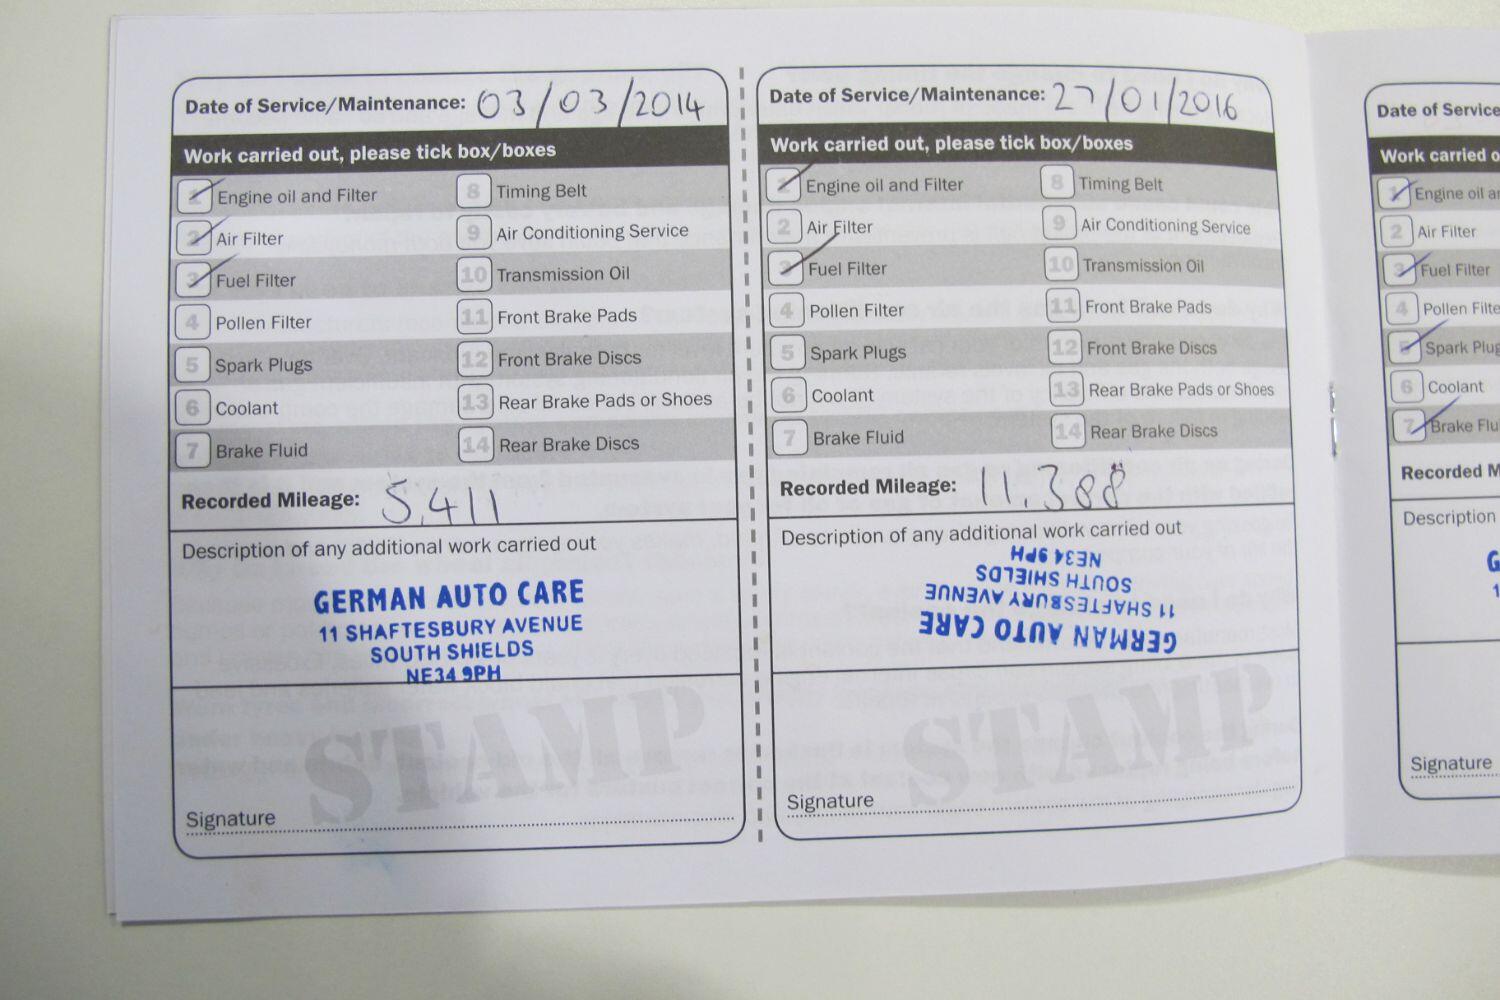 Date of Service/Maintenance: 03/03/2014
Work carried out, please tick box/boxes
1 Engine oil and Filter
2 Air Filter
3 Fuel Filter
4 Pollen Filter
5 Spark Plugs
6 Coolant
7 Brake Fluid
8 Timing Belt
9 Air Conditioning Service
10 Transmission Oil
11 Front Brake Pads
12 Front Brake Discs
13 Rear Brake Pads or Shoes
14 Rear Brake Discs
Recorded Mileage: 5,411
Description of any additional work carried out
GERMAN AUTO CARE
11 SHAFTESBURY AVENUE
SOUTH SHIELDS
NE34 9PH
STAMP
Signature
Date of Service/Maintenance: 27/01/2016
Work carried out, please tick box/boxes
1 Engine oil and Filter
2 Air Filter
3 Fuel Filter
4 Pollen Filter
5 Spark Plugs
6 Coolant
7 Brake Fluid
8 Timing Belt
9 Air Conditioning Service
10 Transmission Oil
11 Front Brake Pads
12 Front Brake Discs
13 Rear Brake Pads or Shoes
14 Rear Brake Discs
Recorded Mileage: 11,388
Description of any additional work carried out
GERMAN AUTO CARE
11 SHAFTESBURY AVENUE
SOUTH SHIELDS
NE34 9PH
STAMP
Signature
Date of Service
Work carried
1 Engine oil
2 Air Filter
3 Fuel Filter
4 Pollen
5 Spark
6 Coolant
7 Brake
Recorded
Description
Signature